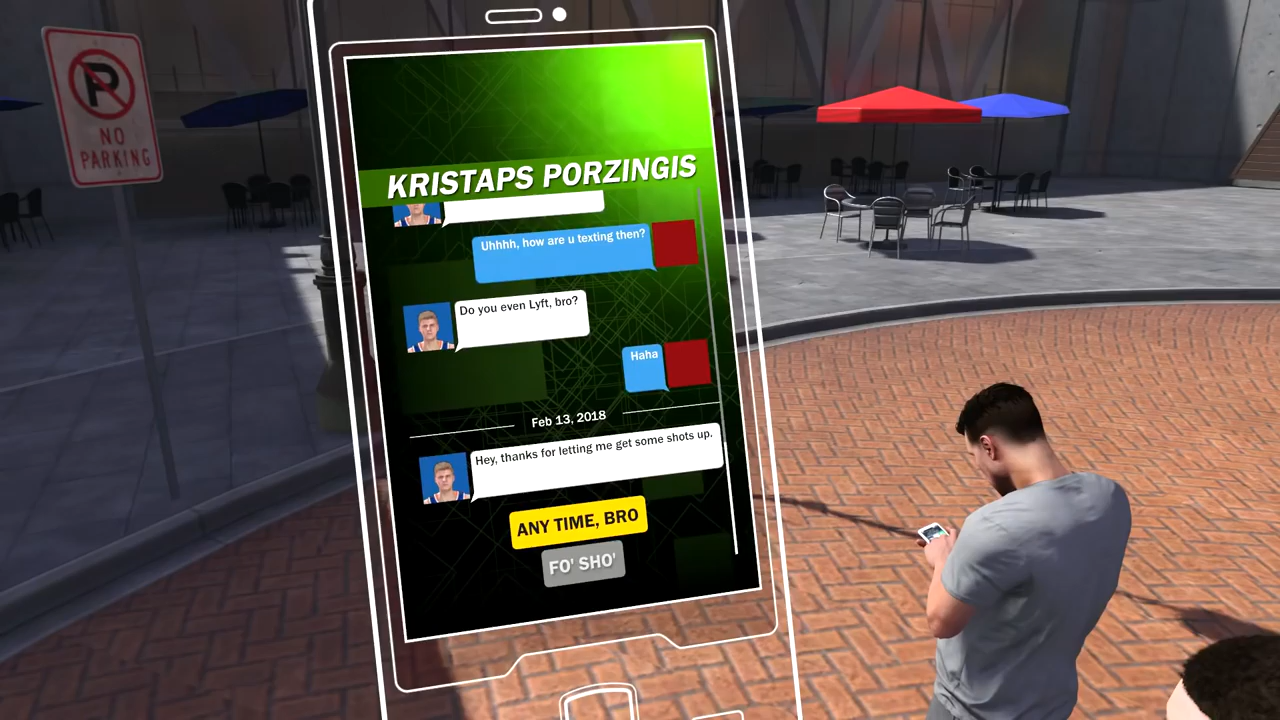 P
NO
PARKING
KRISTAPS PORZINGIS
Uhhhh, how are u texting then?
Do you even Lyft, bro?
Haha
Feb 13, 2018
Hey, thanks for letting me get some shots up.
ANY TIME, BRO
FO' SHO'